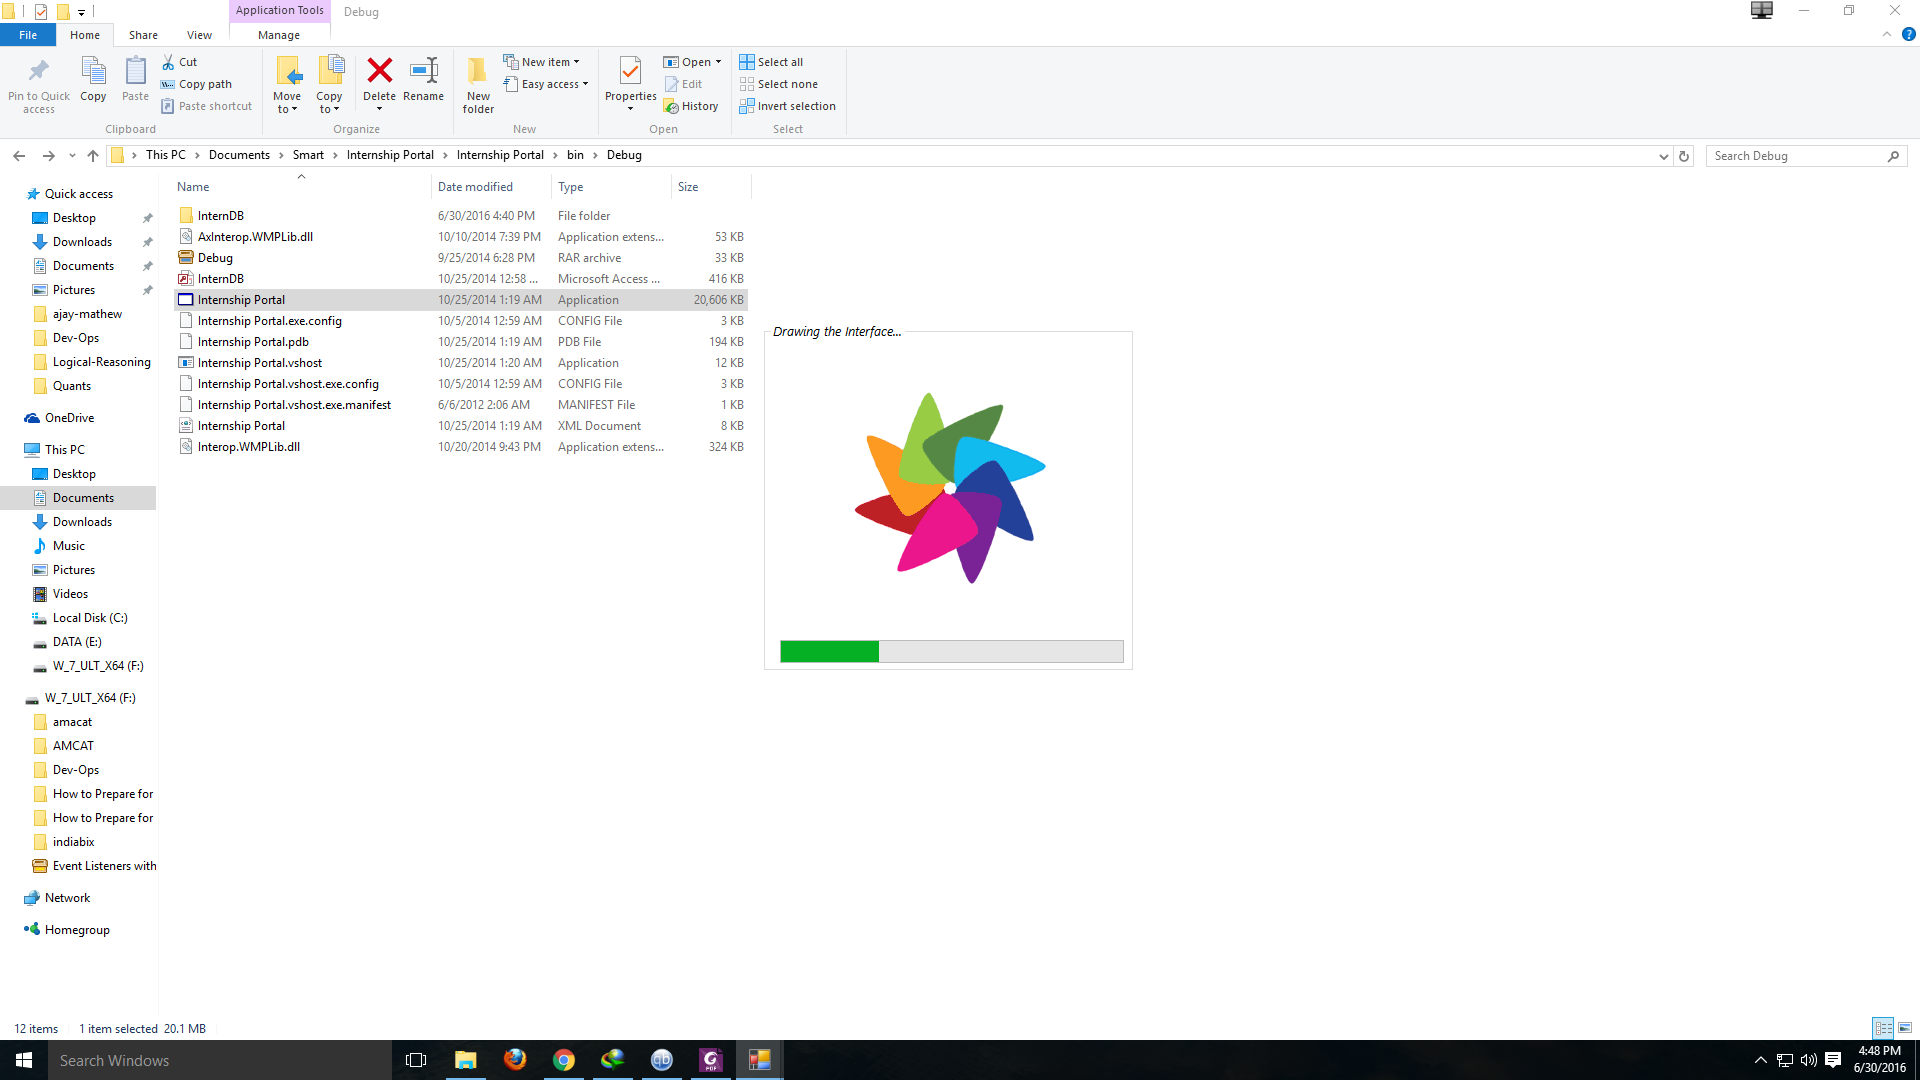 Application Tools
Debug
File
Home
Share
View
Manage
Pin to Quick access
Copy
Paste
Cut
Copy path
Paste shortcut
Clipboard
Move to
Copy to
Delete
Rename
Organize
New folder
New item
Easy access
New
Properties
Open
Edit
History
Open
Select all
Select none
Invert selection
Select
This PC > Documents > Smart > Internship Portal > Internship Portal > bin > Debug
Search Debug
Quick access
Desktop
Downloads
Documents
Pictures
ajay-mathew
Dev-Ops
Logical-Reasoning
Quants
OneDrive
This PC
Desktop
Documents
Downloads
Music
Pictures
Videos
Local Disk (C:)
DATA (E:)
W_7_ULT_X64 (F:)
W_7_ULT_X64 (F:)
amacat
AMCAT
Dev-Ops
How to Prepare for
How to Prepare for
indiabix
Event Listeners with
Network
Homegroup
Name Date modified Type Size
InternDB 6/30/2016 4:40 PM File folder
AxInterop.WMPLib.dll 10/10/2014 7:39 PM Application extens... 53 KB
Debug 9/25/2014 6:28 PM RAR archive 33 KB
InternDB 10/25/2014 12:58 ... Microsoft Access ... 416 KB
Internship Portal 10/25/2014 1:19 AM Application 20,606 KB
Internship Portal.exe.config 10/5/2014 12:59 AM CONFIG File 3 KB
Internship Portal.pdb 10/25/2014 1:19 AM PDB File 194 KB
Internship Portal.vshost 10/25/2014 1:20 AM Application 12 KB
Internship Portal.vshost.exe.config 10/5/2014 12:59 AM CONFIG File 3 KB
Internship Portal.vshost.exe.manifest 6/6/2012 2:06 AM MANIFEST File 1 KB
Internship Portal 10/25/2014 1:19 AM XML Document 8 KB
Interop.WMPLib.dll 10/20/2014 9:43 PM Application extens... 324 KB
Drawing the Interface...
12 items 1 item selected 20.1 MB
Search Windows
qb
PDF
4:48 PM
6/30/2016